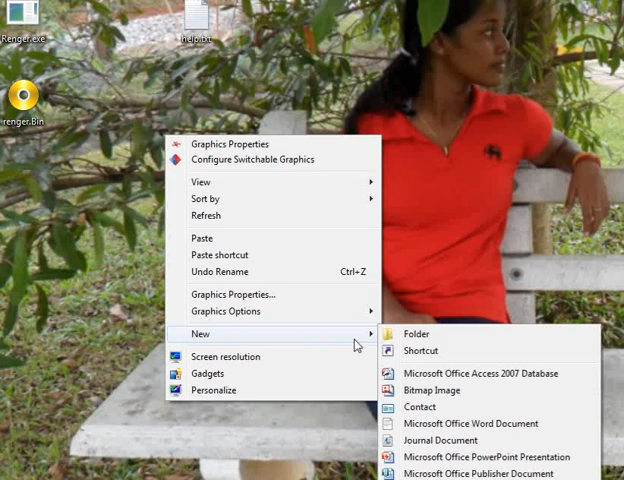 Renger.exe
help.txt
renger.Bin
Graphics Properties
Configure Switchable Graphics
View
Sort by
Refresh
Paste
Paste shortcut
Undo Rename Ctrl+Z
Graphics Properties...
Graphics Options
New
Screen resolution
Gadgets
Personalize
Folder
Shortcut
Microsoft Office Access 2007 Database
Bitmap Image
Contact
Microsoft Office Word Document
Journal Document
Microsoft Office PowerPoint Presentation
Microsoft Office Publisher Document